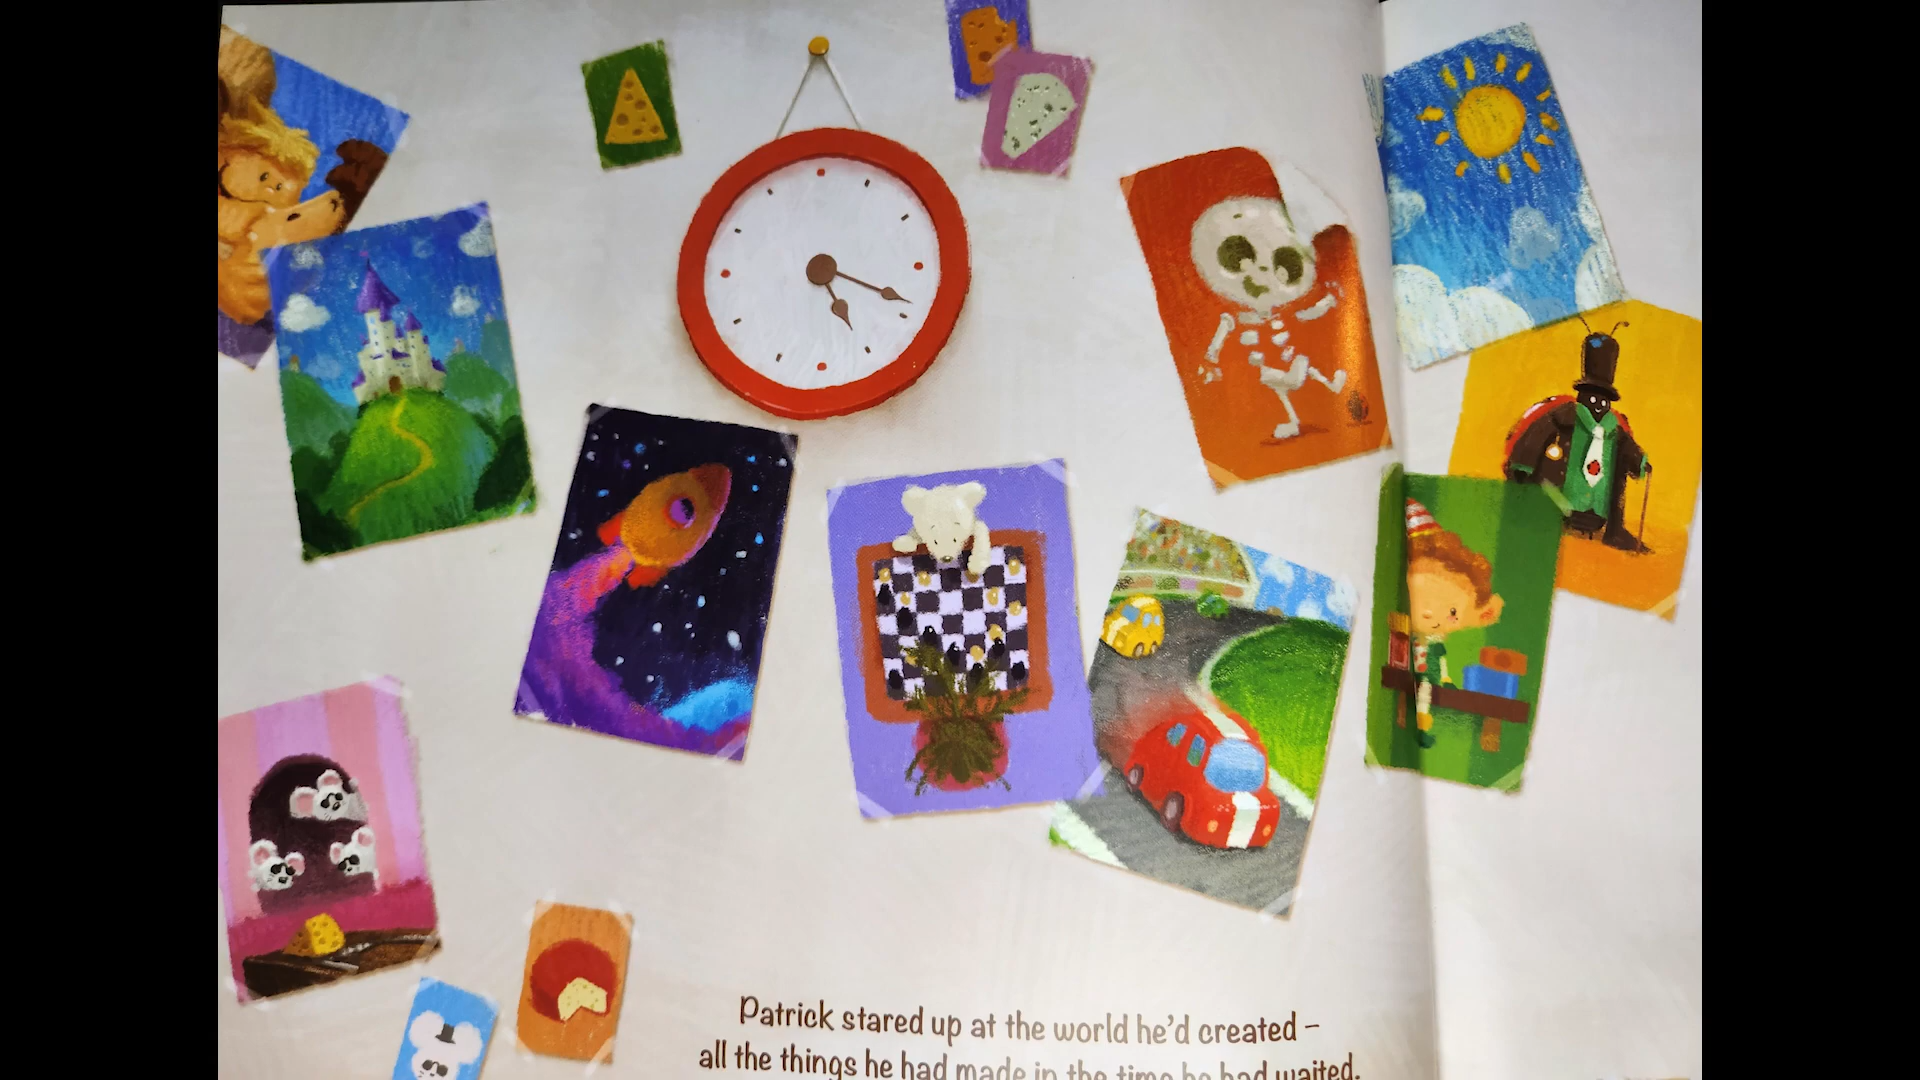 Patrick stared up at the world he'd created –
all the things he had made in the time he had waited.